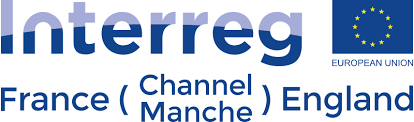 Interreg
EUROPEAN UNION
France ( Channel
Manche ) England